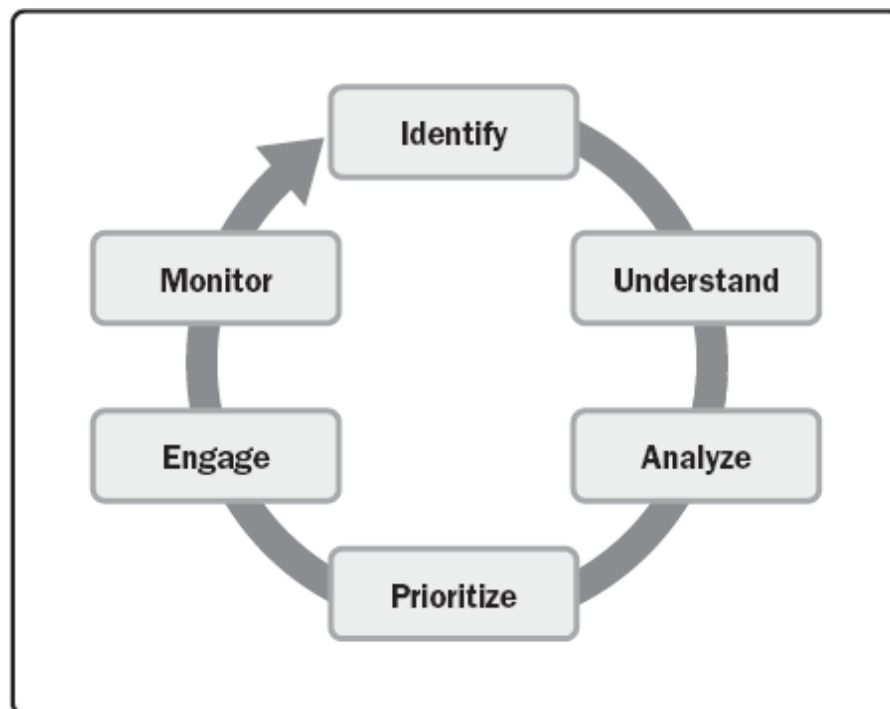 Identify
Understand
Analyze
Prioritize
Engage
Monitor